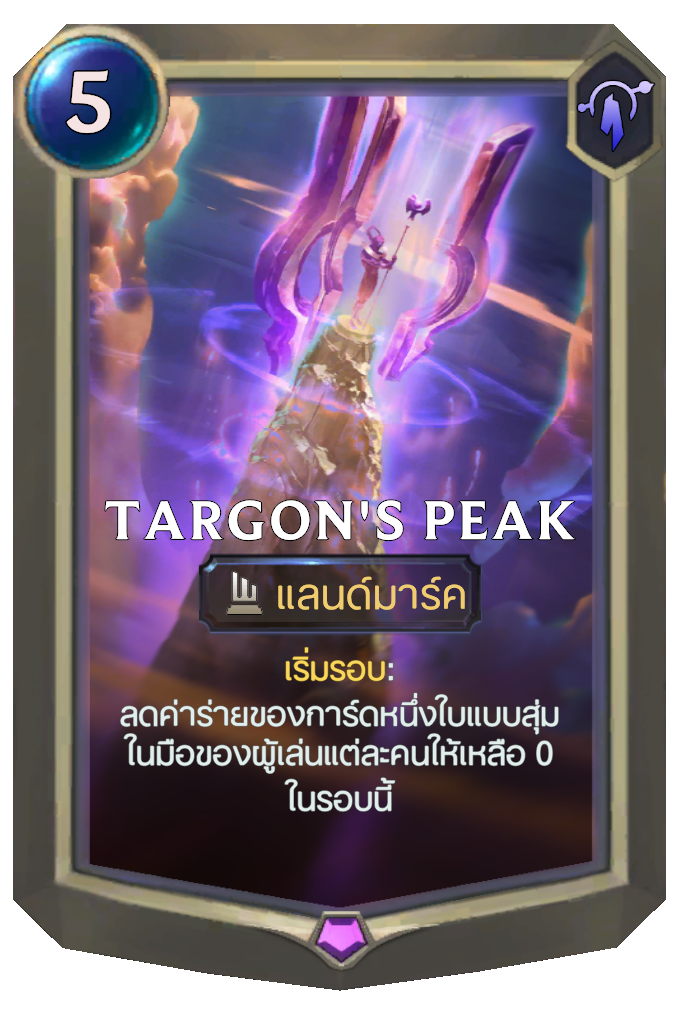 5
TARGON'S PEAK
แลนด์มาร์ค
เริ่มรอบ:
ลดค่าร่ายของการ์ดหนึ่งใบแบบสุ่ม
ในมือของผู้เล่นแต่ละคนให้เหลือ 0
ในรอบนี้